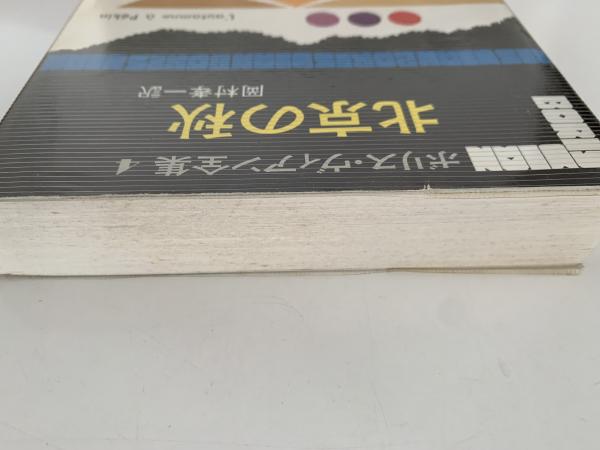 ボリス・ヴィアン全集 4
BORIS VIAN
北京の秋
岡村孝一訳
L'automne à Pékin